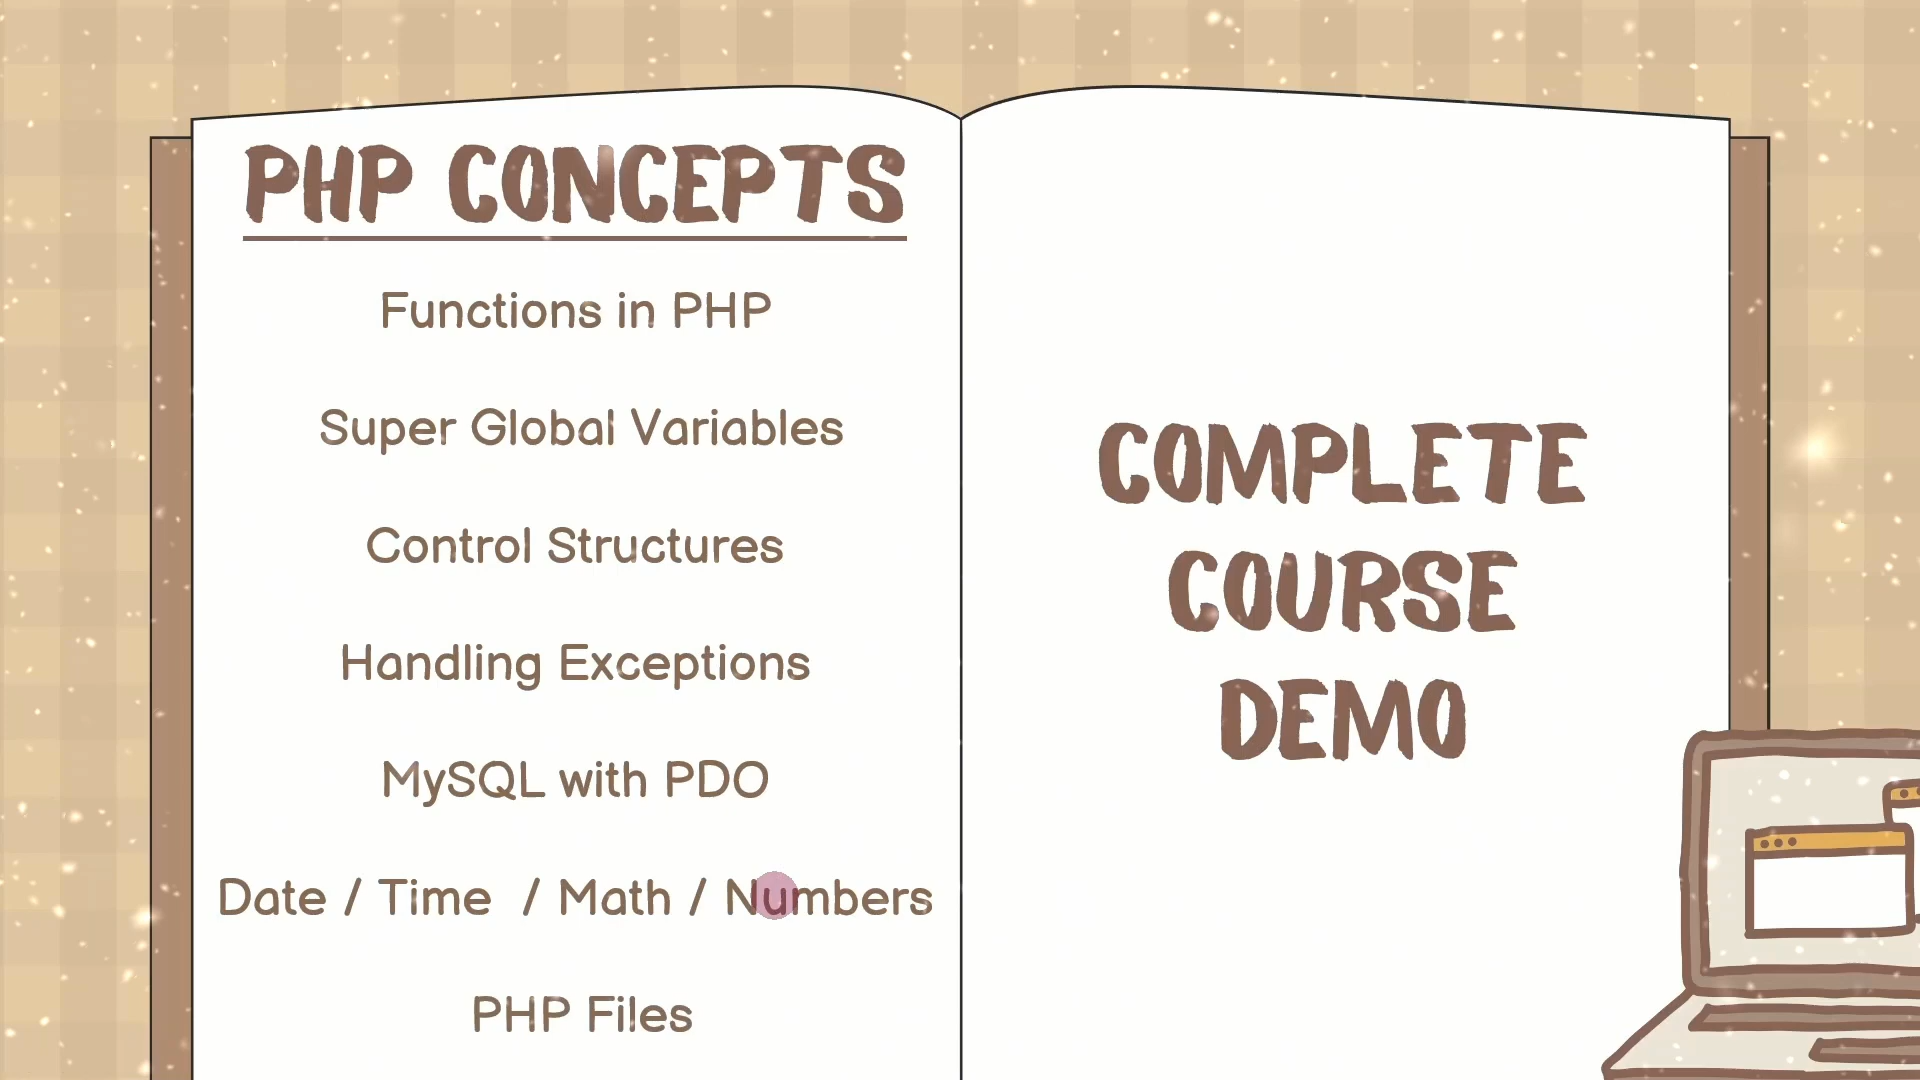 PHP CONCEPTS
Functions in PHP
Super Global Variables
Control Structures
Handling Exceptions
MySQL with PDO
Date / Time / Math / Numbers
PHP Files
COMPLETE
COURSE
DEMO